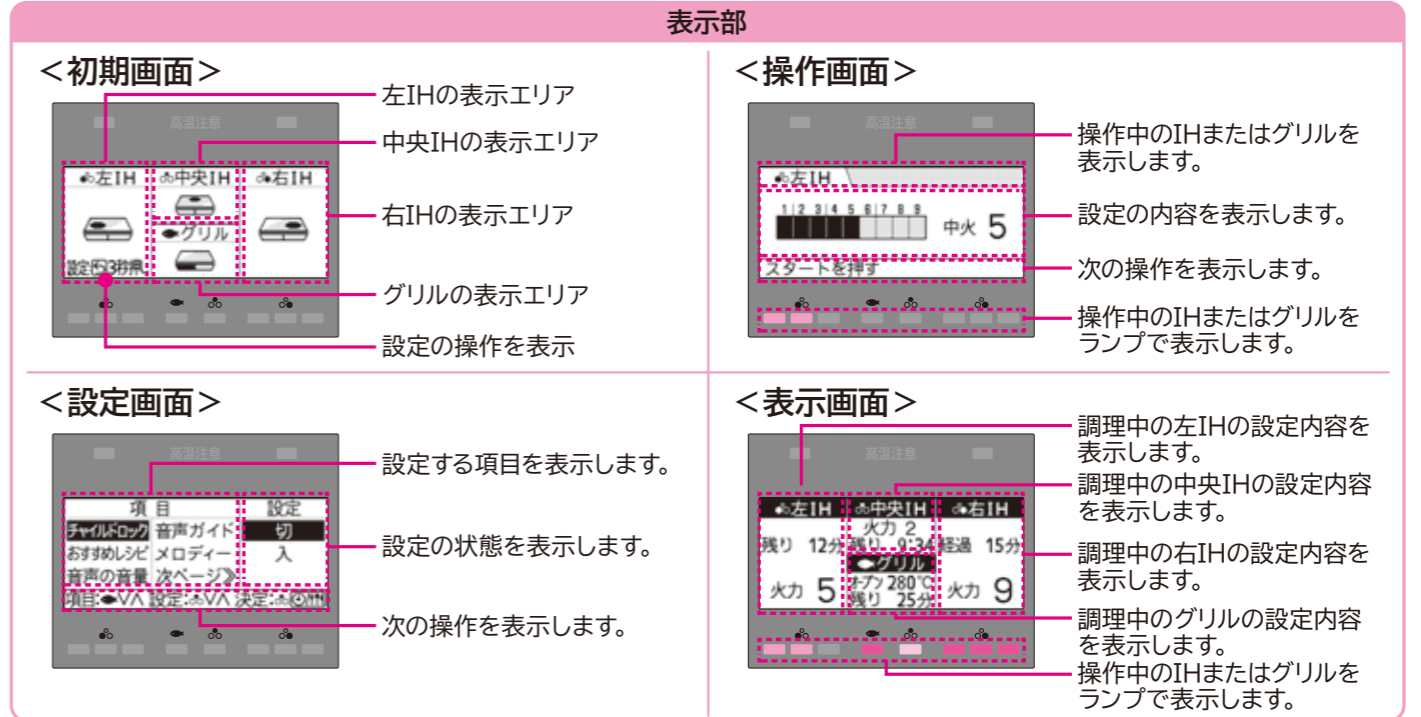 表示部
<初期画面>
高温注意
左IH
中央IH
右IH
グリル
左IHの表示エリア
中央IHの表示エリア
右IHの表示エリア
グリルの表示エリア
設定の操作を表示
<操作画面>
高温注意
左IH
1 2 3 4 5 6 7 8 9
中火 5
スタートを押す
操作中のIHまたはグリルを
表示します。
設定の内容を表示します。
次の操作を表示します。
操作中のIHまたはグリルを
ランプで表示します。
<設定画面>
高温注意
項目 設定
チャイルドロック 音声ガイド 切
おすすめレシピ メロディー 入
音声の音量 次ページ》
項目: 設定: 決定:
設定する項目を表示します。
設定の状態を表示します。
次の操作を表示します。
<表示画面>
高温注意
左IH
残り 12分
火力 5
中央IH
火力 2
残り 9:34
グリル
オーブン 280℃
残り 25分
右IH
経過 15分
火力 9
調理中の左IHの設定内容を
表示します。
調理中の中央IHの設定内容
を表示します。
調理中の右IHの設定内容を
表示します。
調理中のグリルの設定内容
を表示します。
操作中のIHまたはグリルを
ランプで表示します。